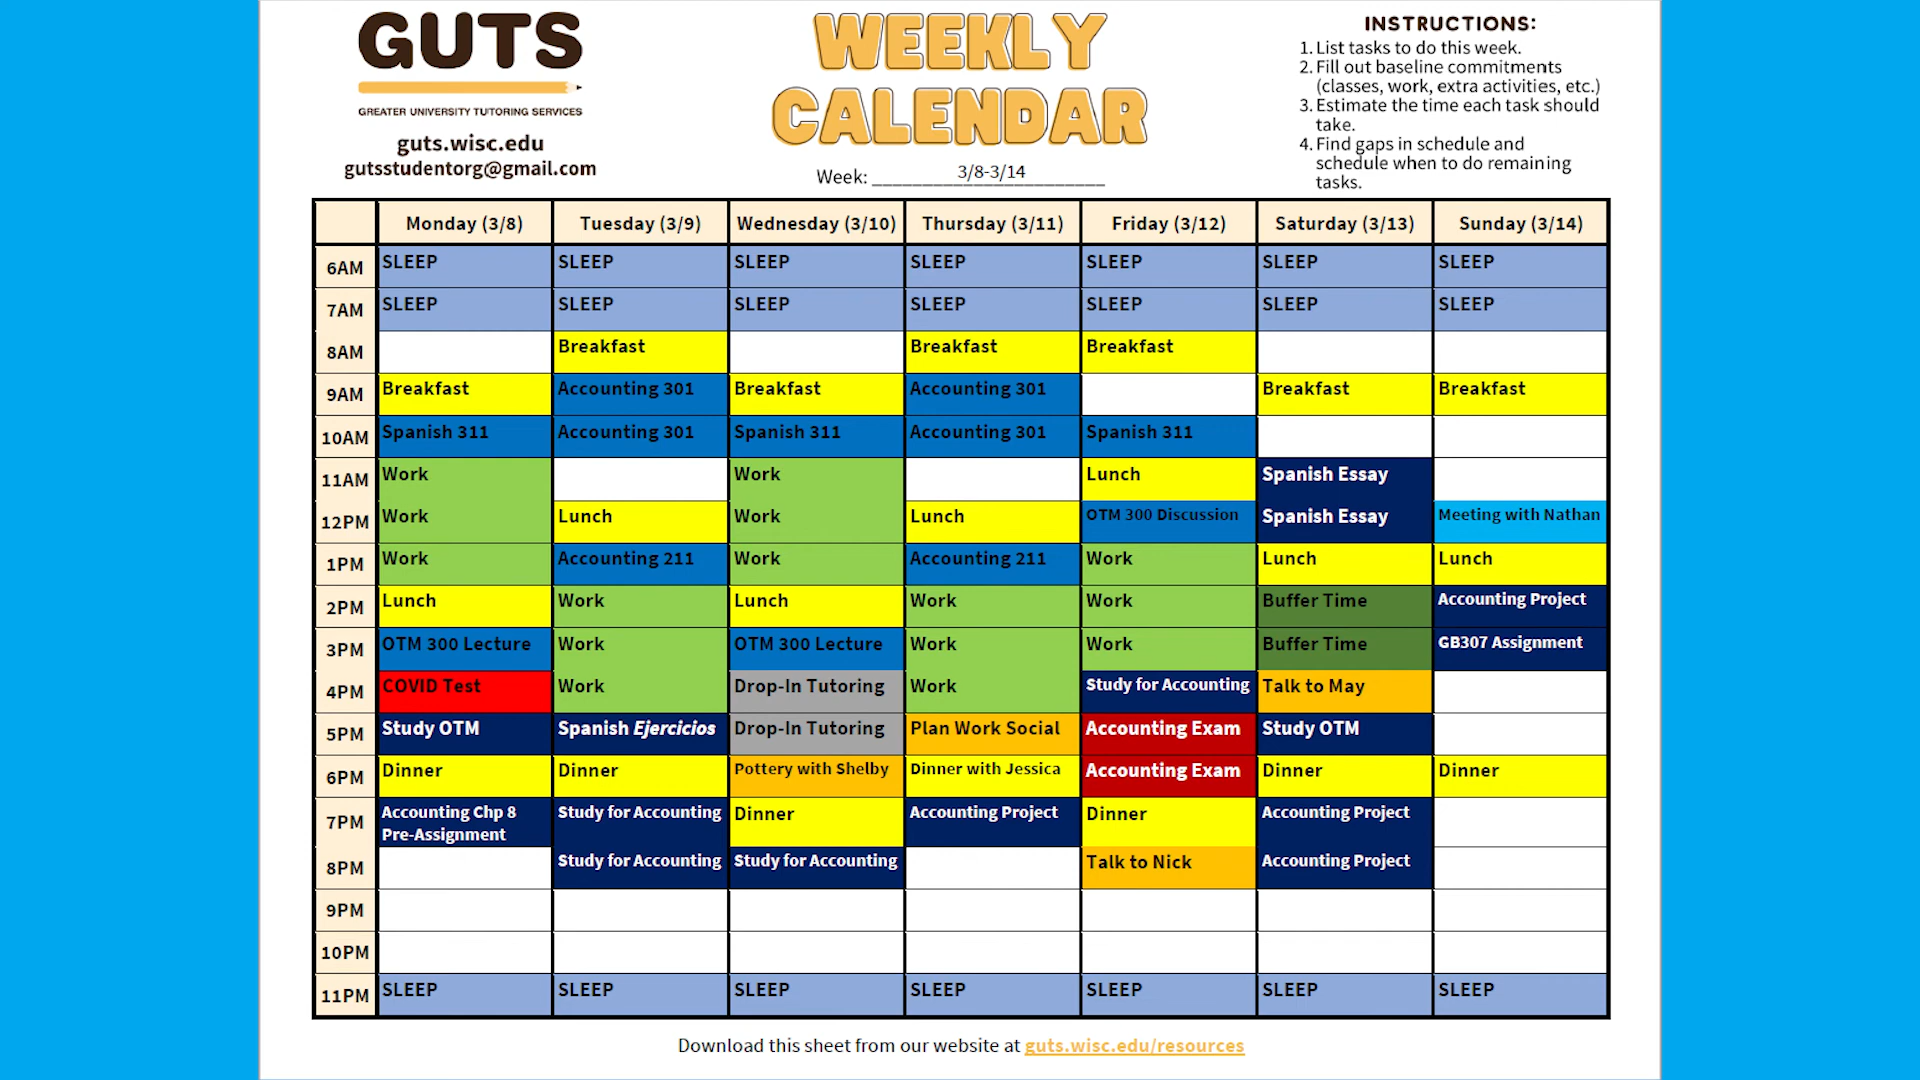 GUTS
GREATER UNIVERSITY TUTORING SERVICES
guts.wisc.edu
gutsstudentorg@gmail.com
WEEKLY
CALENDAR
Week: 3/8-3/14
INSTRUCTIONS:
1. List tasks to do this week.
2. Fill out baseline commitments
(classes, work, extra activities, etc.)
3. Estimate the time each task should
take.
4. Find gaps in schedule and
schedule when to do remaining
tasks.
Monday (3/8) Tuesday (3/9) Wednesday (3/10) Thursday (3/11) Friday (3/12) Saturday (3/13) Sunday (3/14)
6AM SLEEP SLEEP SLEEP SLEEP SLEEP SLEEP SLEEP
7AM SLEEP SLEEP SLEEP SLEEP SLEEP SLEEP SLEEP
8AM Breakfast Breakfast Breakfast
9AM Breakfast Accounting 301 Breakfast Accounting 301 Breakfast Breakfast
10AM Spanish 311 Accounting 301 Spanish 311 Accounting 301 Spanish 311
11AM Work Work Lunch Spanish Essay
12PM Work Lunch Work Lunch OTM 300 Discussion Spanish Essay Meeting with Nathan
1PM Work Accounting 211 Work Accounting 211 Work Lunch Lunch
2PM Lunch Work Lunch Work Work Buffer Time Accounting Project
3PM OTM 300 Lecture Work OTM 300 Lecture Work Work Buffer Time GB307 Assignment
4PM COVID Test Work Drop-In Tutoring Work Study for Accounting Talk to May
5PM Study OTM Spanish Ejercicios Drop-In Tutoring Plan Work Social Accounting Exam Study OTM
6PM Dinner Dinner Pottery with Shelby Dinner with Jessica Accounting Exam Dinner Dinner
7PM Accounting Chp 8 Pre-Assignment Study for Accounting Dinner Accounting Project Dinner Accounting Project
8PM Study for Accounting Study for Accounting Talk to Nick Accounting Project
9PM
10PM
11PM SLEEP SLEEP SLEEP SLEEP SLEEP SLEEP SLEEP
Download this sheet from our website at guts.wisc.edu/resources